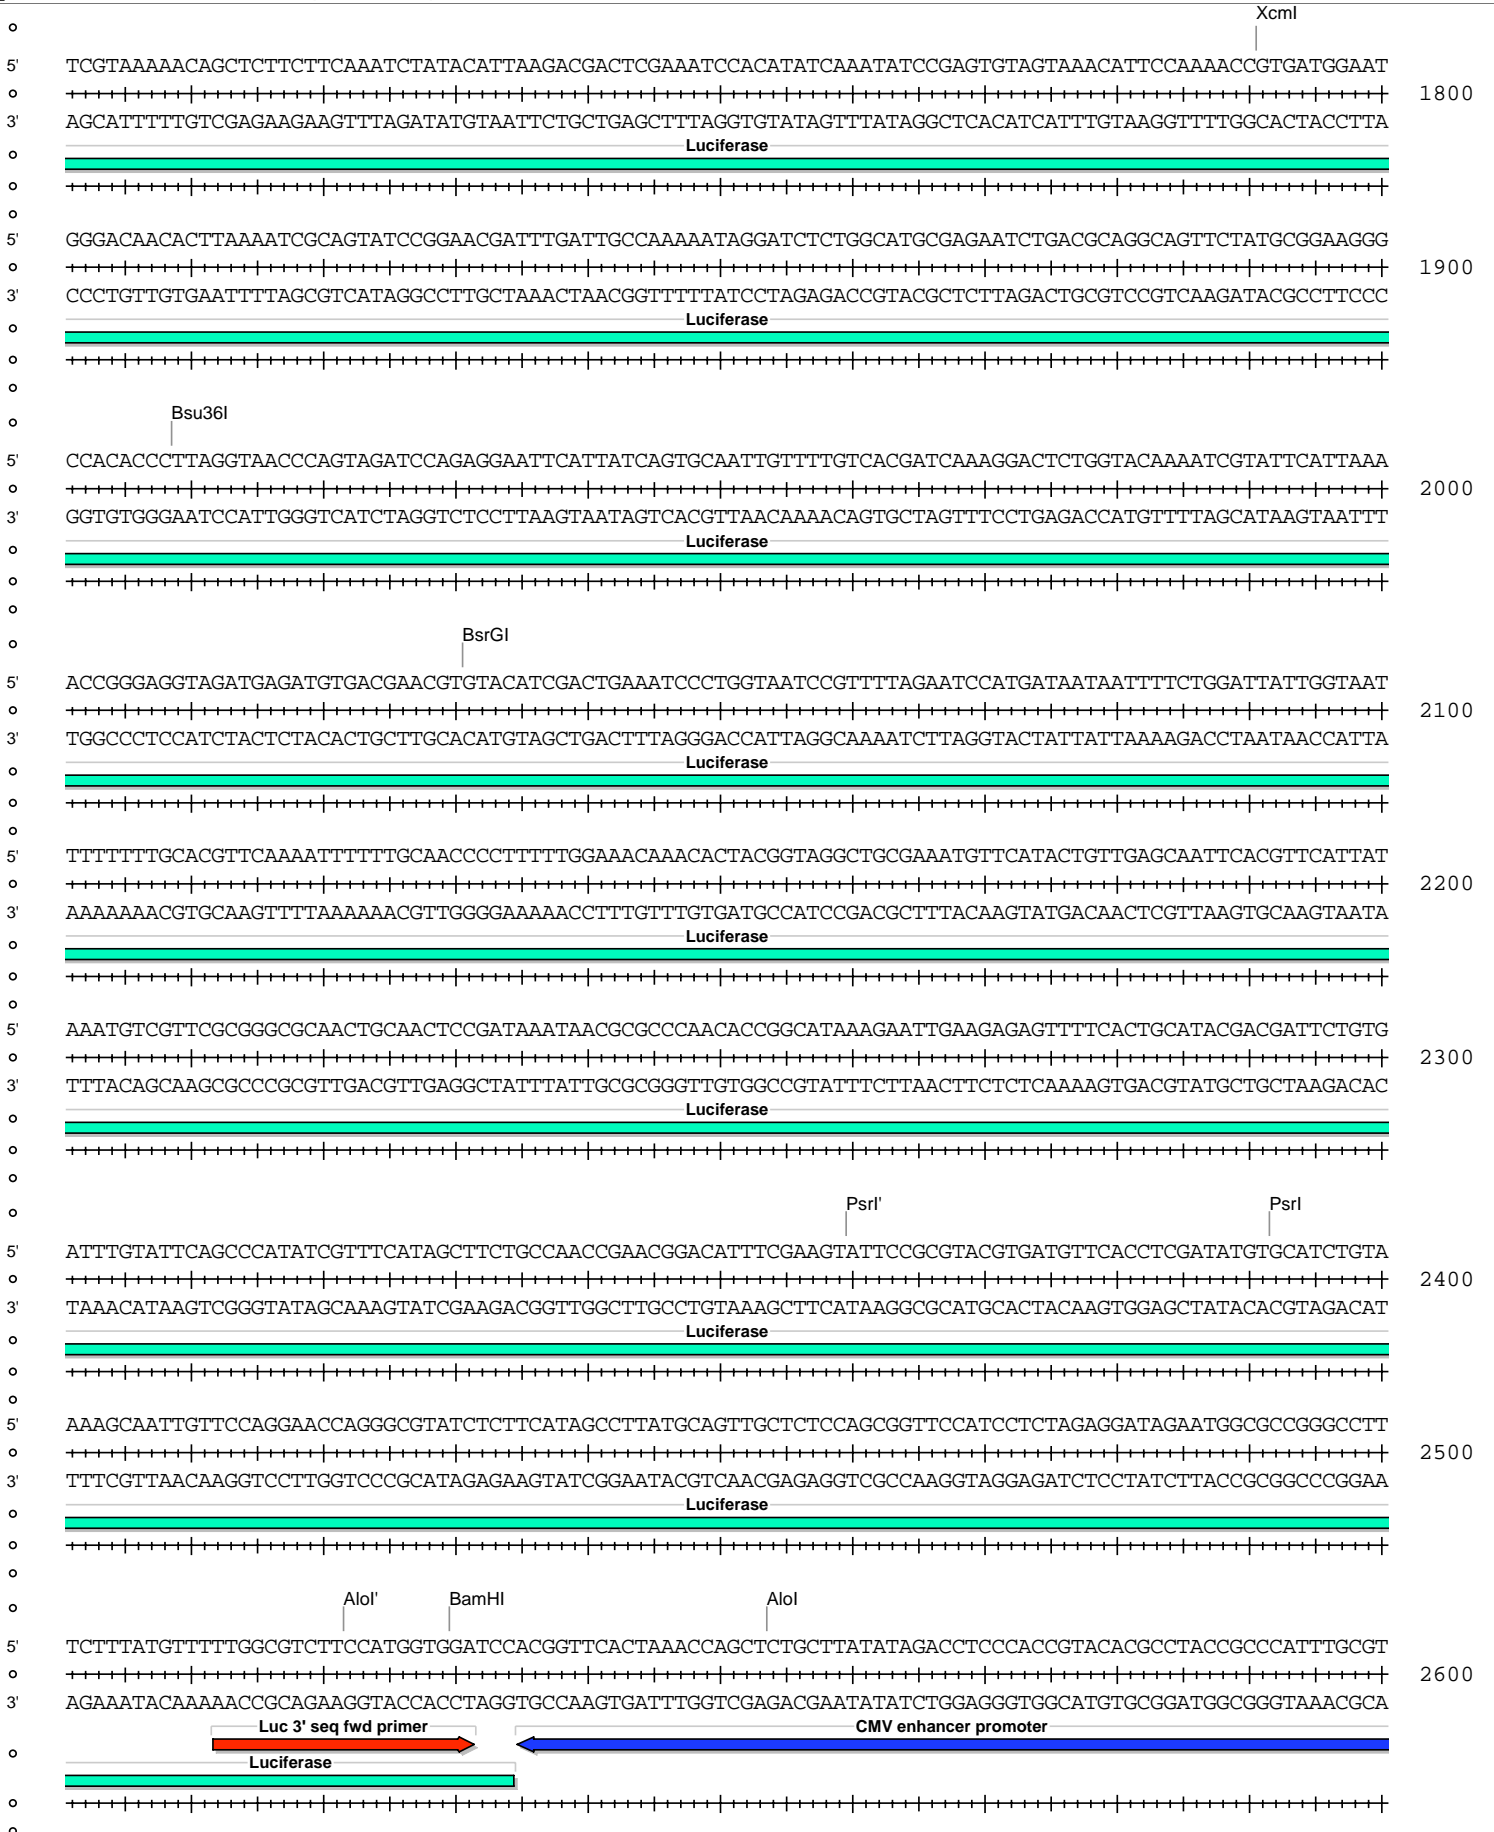 XcmI
5' TCGTAAAAACAGCTCTTCTTCAAATCTATACATTAAGACGACTCGAAATCCACATATCAAATATCCGAGTGTAGTAAACATTCCAAAACCGTGATGGAAT
1800
3' AGCATTTTTGTCGAGAAGAAGTTTAGATATGTAATTCTGCTGAGCTTTAGGTGTATAGTTTATAGGCTCACATCATTTGTAAGGTTTTGGCACTACCTTA
Luciferase
5' GGGACAACACTTAAAATCGCAGTATCCGGAACGATTTGATTGCCAAAAATAGGATCTCTGGCATGCGAGAATCTGACGCAGGCAGTTCTATGCGGAAGGG
1900
3' CCCTGTTGTGAATTTTAGCGTCATAGGCCTTGCTAAACTAACGGTTTTTATCCTAGAGACCGTACGCTCTTAGACTGCGTCCGTCAAGATACGCCTTCCC
Luciferase
Bsu36I
5' CCACACCCTTAGGTAACCCAGTAGATCCAGAGGAATTCATTATCAGTGCAATTGTTTTGTCACGATCAAAGGACTCTGGTACAAAATCGTATTCATTAAA
2000
3' GGTGTGGGAATCCATTGGGTCATCTAGGTCTCCTTAAGTAATAGTCACGTTAACAAAACAGTGCTAGTTTCCTGAGACCATGTTTTAGCATAAGTAATTT
Luciferase
BsrGI
5' ACCGGGAGGTAGATGAGATGTGACGAACGTGTACATCGACTGAAATCCCTGGTAATCCGTTTTAGAATCCATGATAATAATTTTCTGGATTATTGGTAAT
2100
3' TGGCCCTCCATCTACTCTACACTGCTTGCACATGTAGCTGACTTTAGGGACCATTAGGCAAAATCTTAGGTACTATTATTAAAAGACCTAATAACCATTA
Luciferase
5' TTTTTTTGCACGTTCAAAATTTTTTGCAACCCCTTTTTGGAAACAAACACTACGGTAGGCTGCGAAATGTTCATACTGTTGAGCAATTCACGTTCATTAT
2200
3' AAAAAAACGTGCAAGTTTTAAAAAACGTTGGGGAAAAACCTTTGTTTGTGATGCCATCCGACGCTTTACAAGTATGACAACTCGTTAAGTGCAAGTAATA
Luciferase
5' AAATGTCGTTCGCGGGCGCAACTGCAACTCCGATAAATAACGCGCCCAACACCGGCATAAAGAATTGAAGAGAGTTTTCACTGCATACGACGATTCTGTG
2300
3' TTTACAGCAAGCGCCCGCGTTGACGTTGAGGCTATTTATTGCGCGGGTTGTGGCCGTATTTCTTAACTTCTCTCAAAAGTGACGTATGCTGCTAAGACAC
Luciferase
PsrI' PsrI
5' ATTTGTATTCAGCCCATATCGTTTCATAGCTTCTGCCAACCGAACGGACATTTCGAAGTATTCCGCGTACGTGATGTTCACCTCGATATGTGCATCTGTA
2400
3' TAAACATAAGTCGGGTATAGCAAAGTATCGAAGACGGTTGGCTTGCCTGTAAAGCTTCATAAGGCGCATGCACTACAAGTGGAGCTATACACGTAGACAT
Luciferase
5' AAAGCAATTGTTCCAGGAACCAGGGCGTATCTCTTCATAGCCTTATGCAGTTGCTCTCCAGCGGTTCCATCCTCTAGAGGATAGAATGGCGCCGGGCCTT
2500
3' TTTCGTTAACAAGGTCCTTGGTCCCGCATAGAGAAGTATCGGAATACGTCAACGAGAGGTCGCCAAGGTAGGAGATCTCCTATCTTACCGCGGCCCGGAA
Luciferase
AloI' BamHI AloI
5' TCTTTATGTTTTTGGCGTCTTCCATGGTGGATCCACGGTTCACTAAACCAGCTCTGCTTATATAGACCTCCCACCGTACACGCCTACCGCCCATTTGCGT
2600
3' AGAAATACAAAAACCGCAGAAGGTACCACCTAGGTGCCAAGTGATTTGGTCGAGACGAATATATCTGGAGGGTGGCATGTGCGGATGGCGGGTAAACGCA
Luc 3' seq fwd primer CMV enhancer promoter
Luciferase